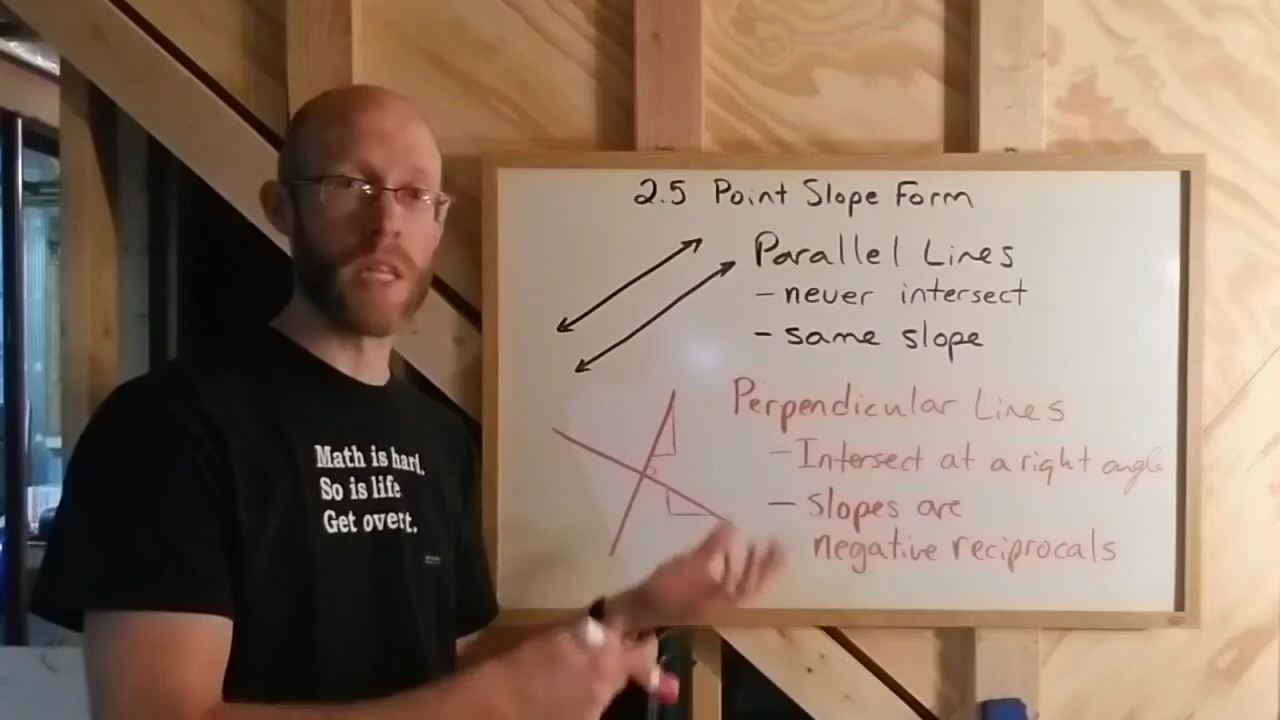 2.5 Point Slope Form
Parallel Lines
- never intersect
- same slope
Perpendicular Lines
- Intersect at a right angle
- Slopes are
negative reciprocals
Math is hard.
So is life
Get over it.